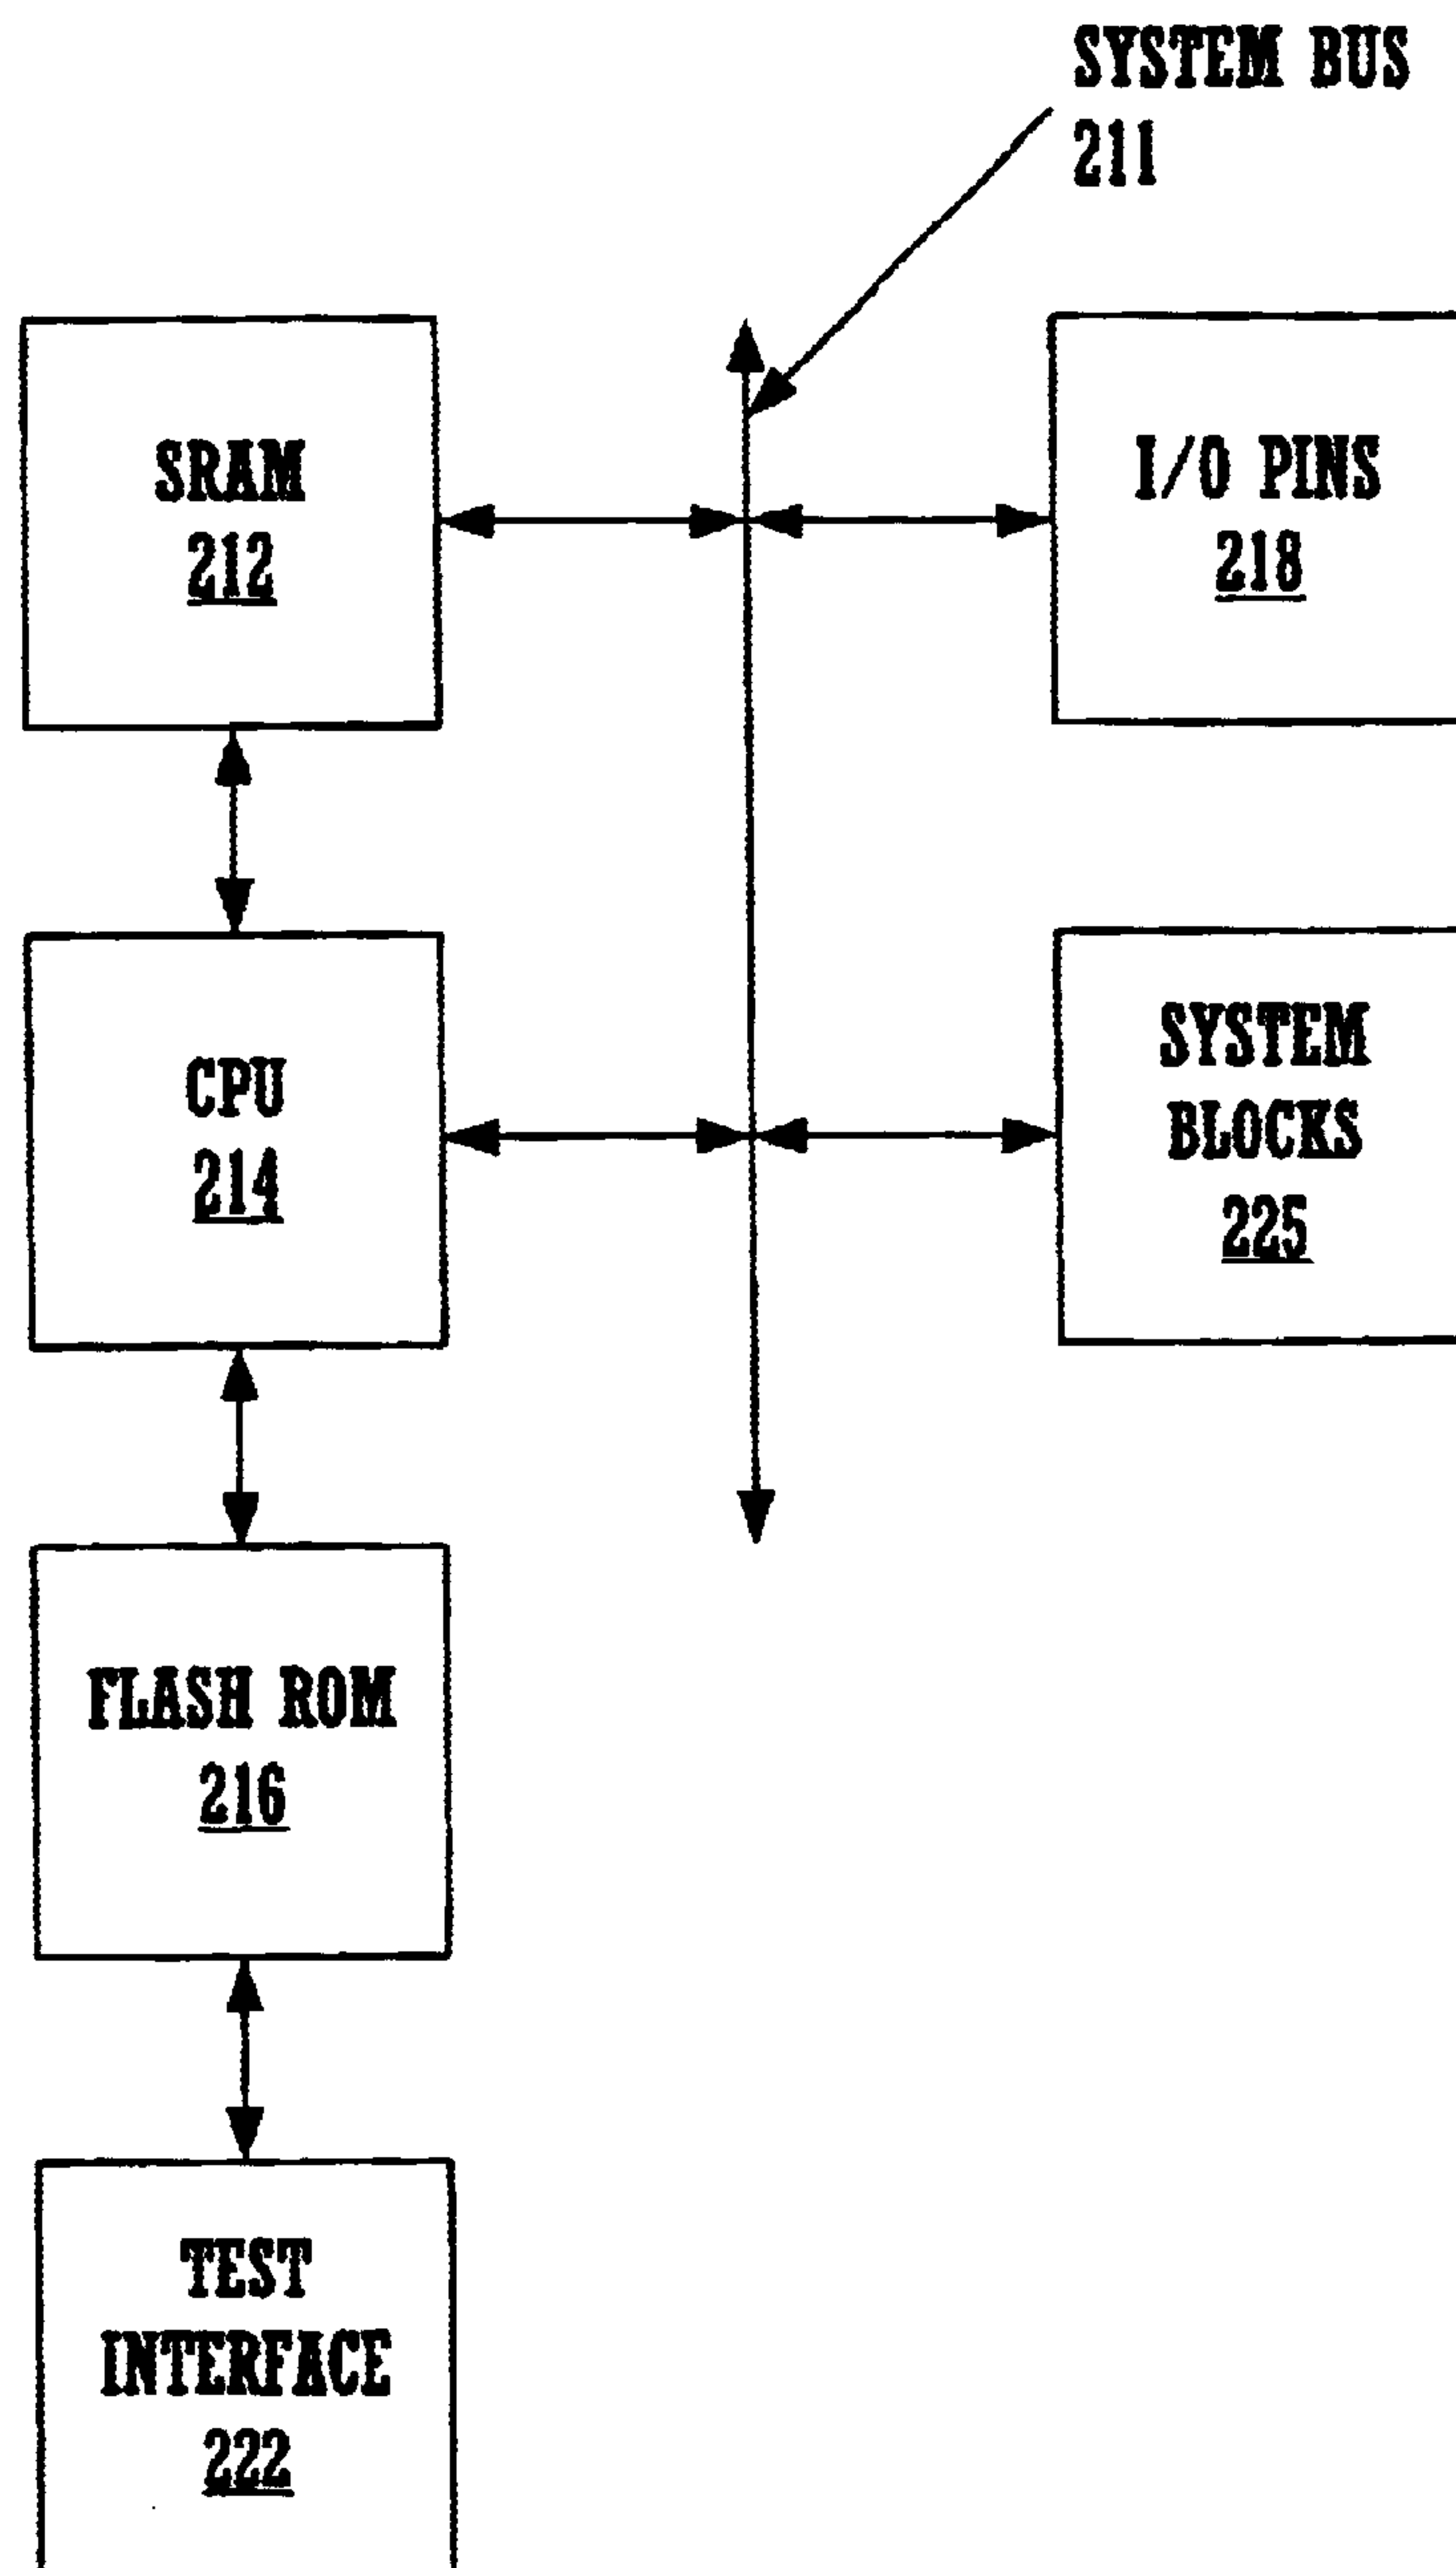 SYSTEM BUS
211
SRAM
212
I/O PINS
218
CPU
214
SYSTEM
BLOCKS
225
FLASH ROM
216
TEST
INTERFACE
222